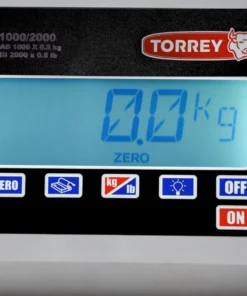 TORREY
1000/2000
0.0 Kg
ZERO
kg/lb
OFF
ON